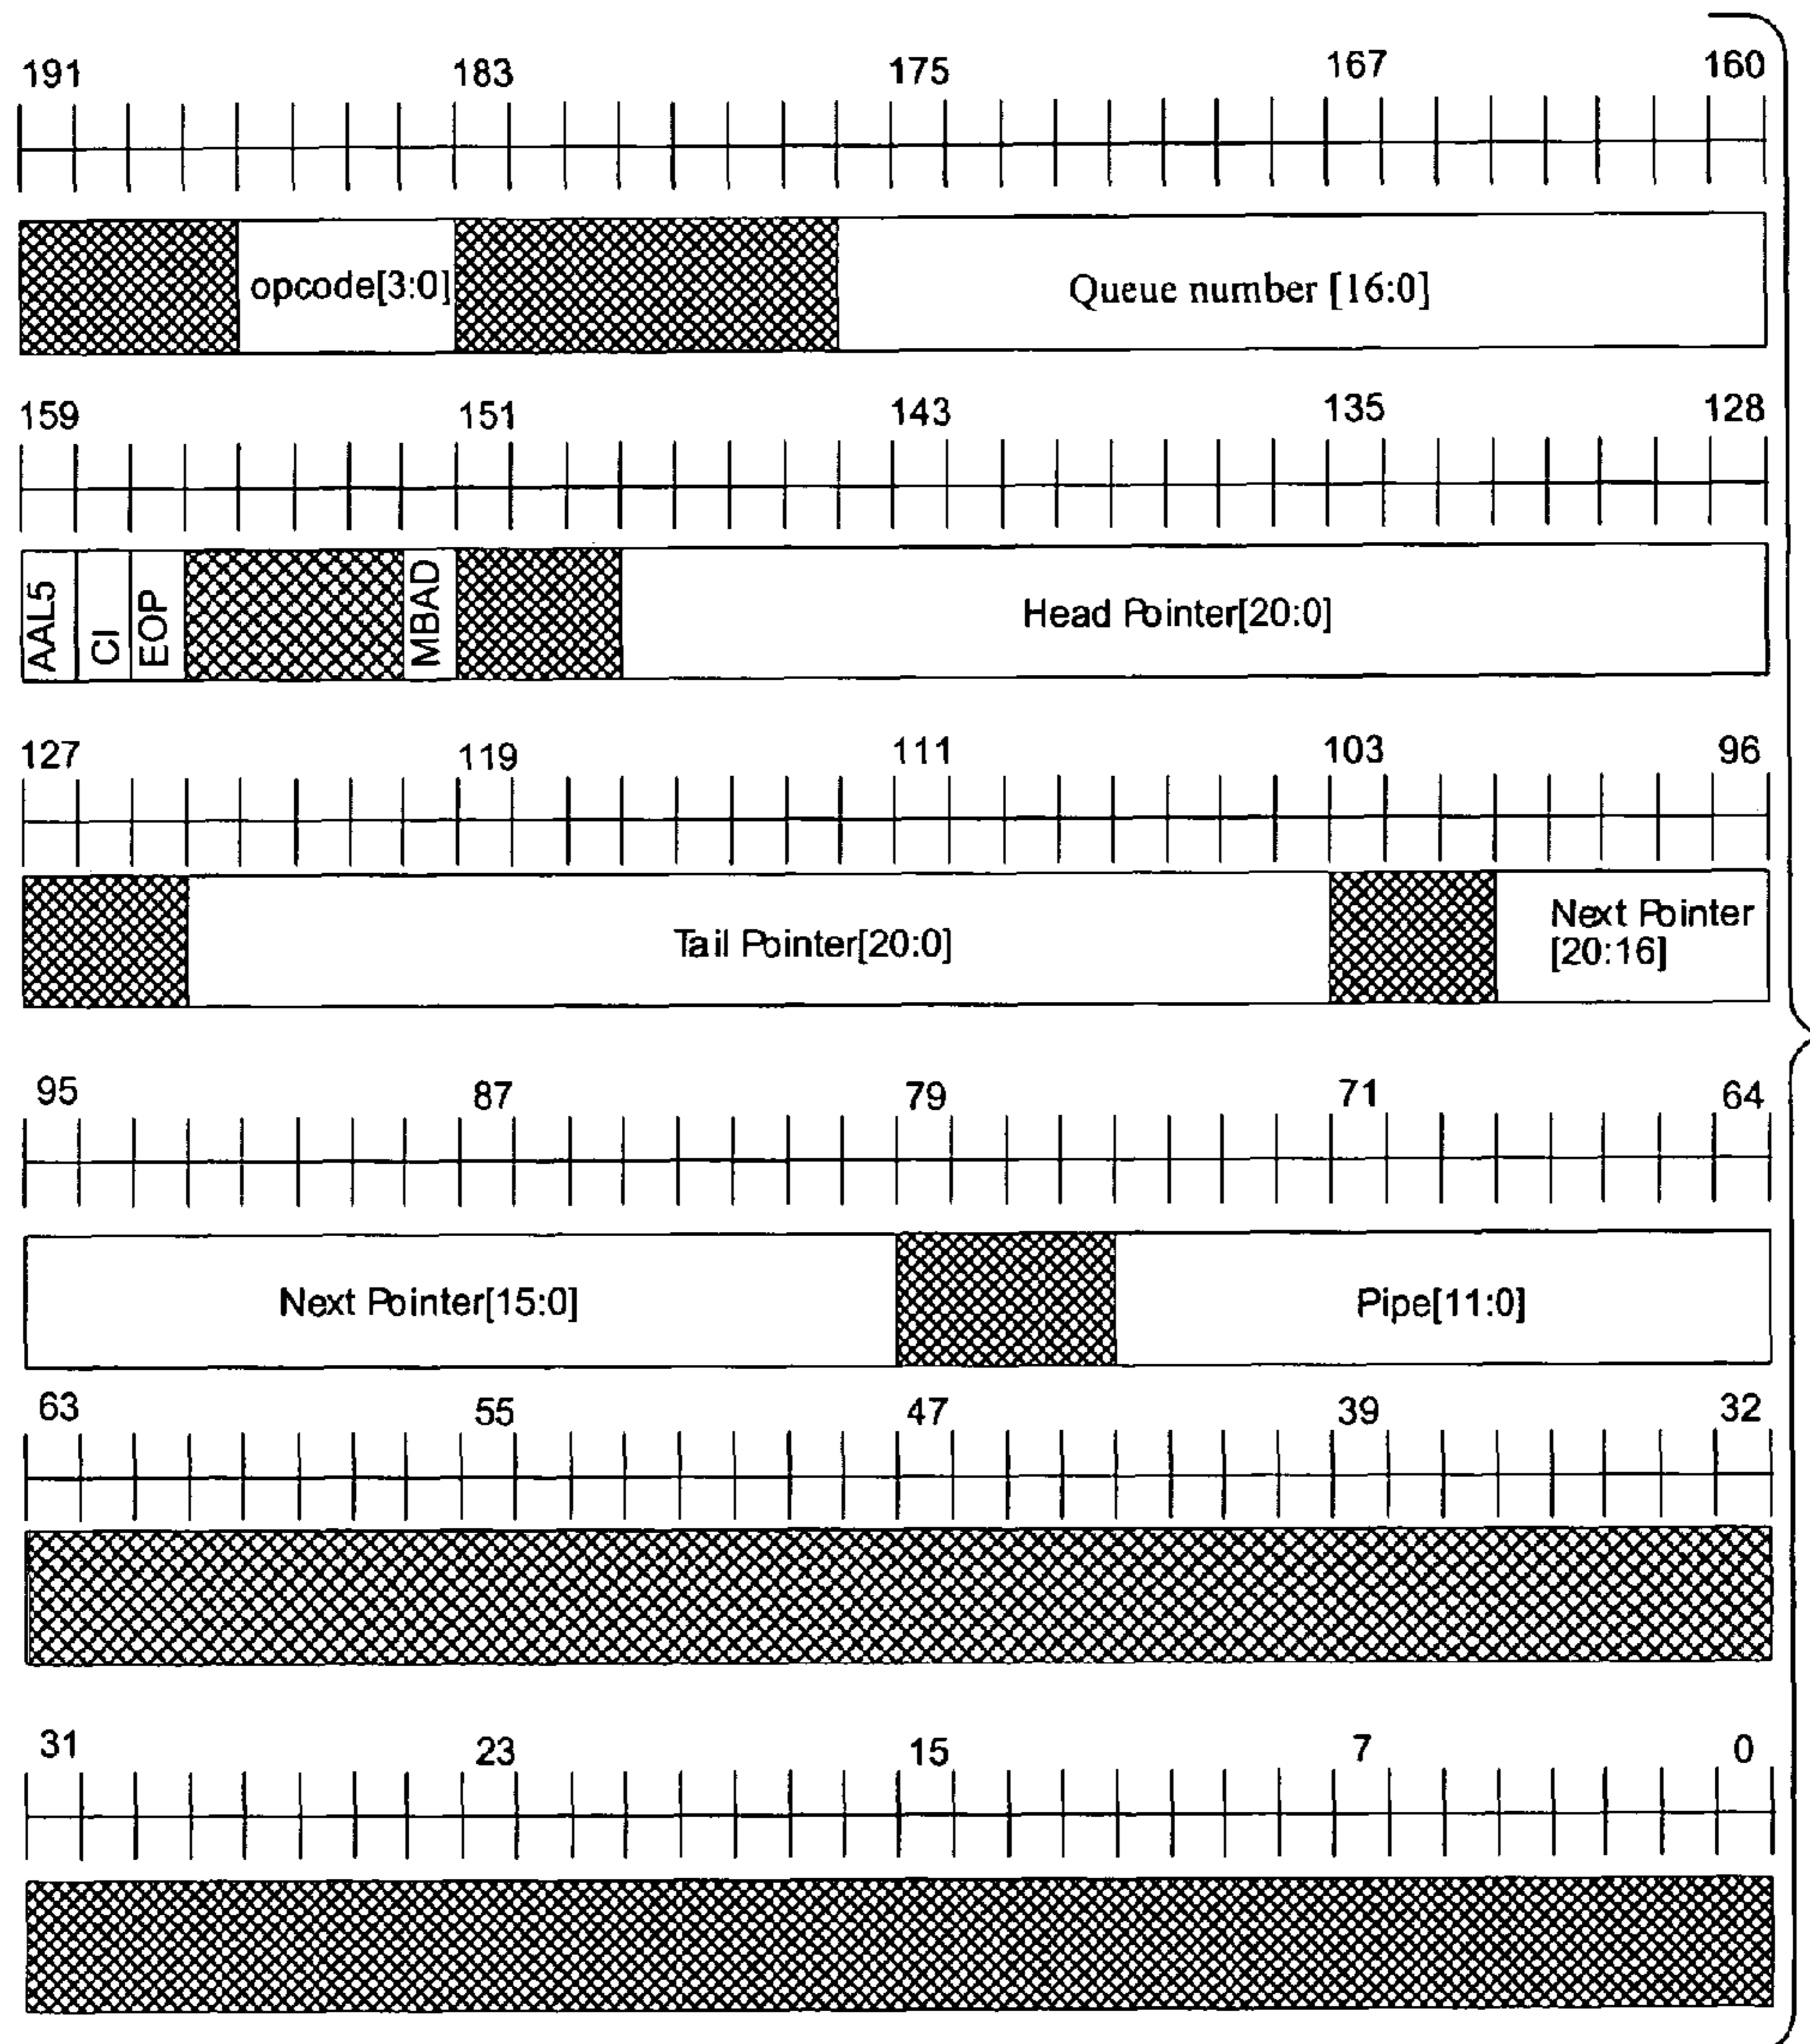 191 183 175 167 160
opcode[3:0] Queue number [16:0]
159 151 143 135 128
AAL5 CI EOP MBAD Head Pointer[20:0]
127 119 111 103 96
Tail Pointer[20:0] Next Pointer
[20:16]
95 87 79 71 64
Next Pointer[15:0] Pipe[11:0]
63 55 47 39 32
31 23 15 7 0